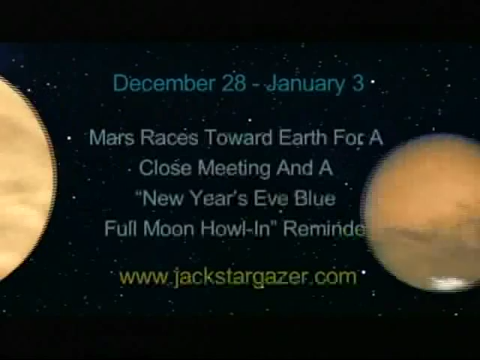 December 28 - January 3
Mars Races Toward Earth For A
Close Meeting And A
“New Year’s Eve Blue
Full Moon Howl-In” Reminde
www.jackstargazer.com